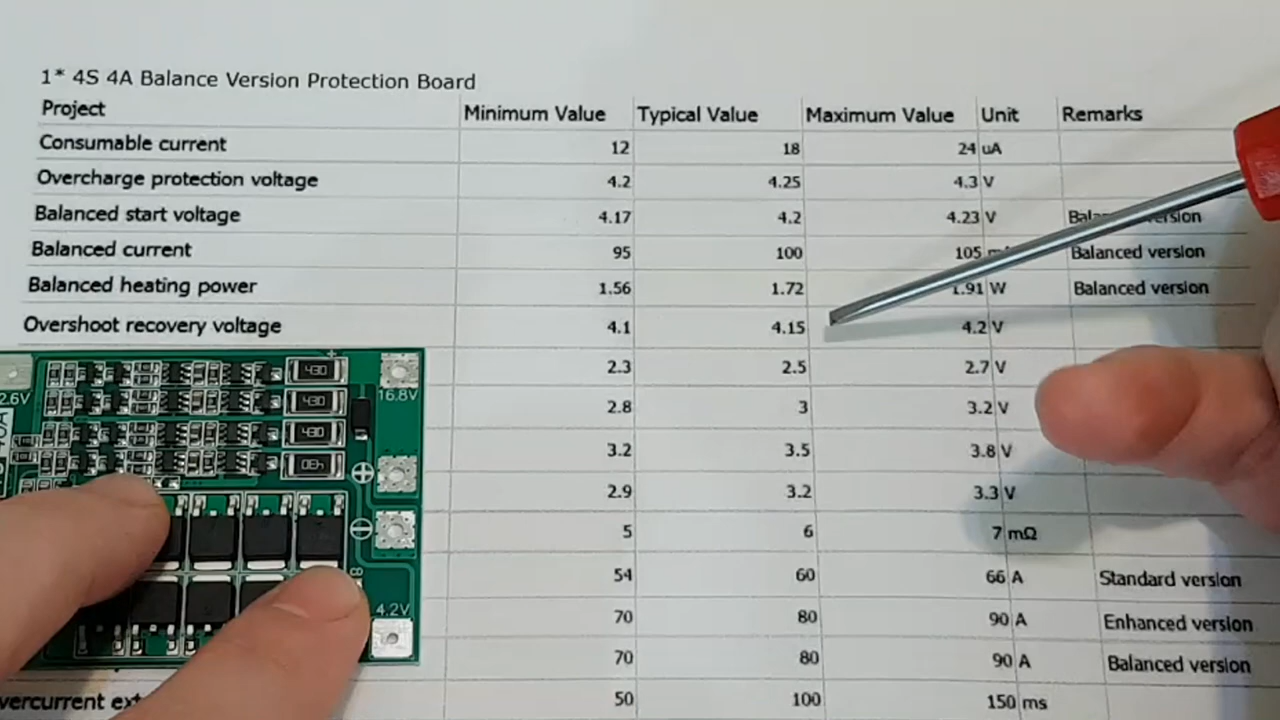 1* 4S 4A Balance Version Protection Board
Project Minimum Value Typical Value Maximum Value Unit Remarks
Consumable current 12 18 24 uA
Overcharge protection voltage 4.2 4.25 4.3 V
Balanced start voltage 4.17 4.2 4.23 V
Balanced current 95 100 105 Balanced version
Balanced heating power 1.56 1.72 1.91 W Balanced version
Overshoot recovery voltage 4.1 4.15 4.2 V
2.3 2.5 2.7 V
2.8 3 3.2 V
3.2 3.5 3.8 V
2.9 3.2 3.3 V
5 6 7 mΩ
54 60 66 A Standard version
70 80 90 A Enhanced version
70 80 90 A Balanced version
50 100 150 ms
430
16.8V
430
430
4.2V